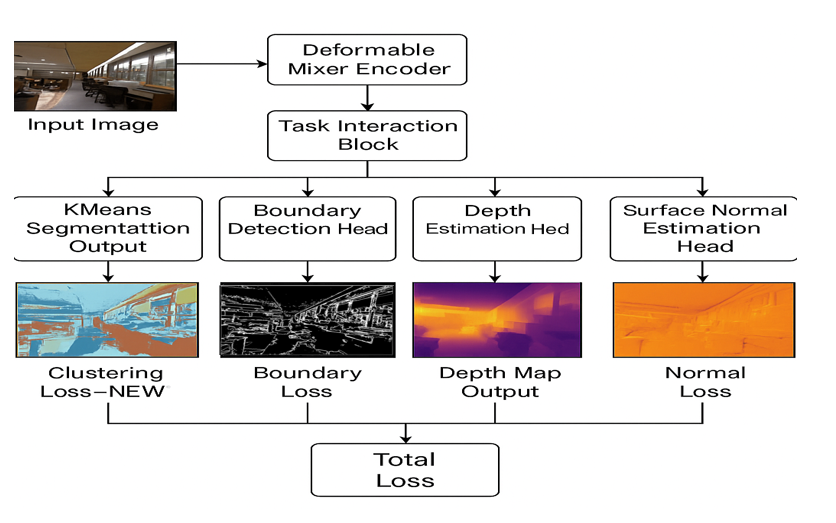 Deformable
Mixer Encoder
Input Image
Task Interaction
Block
KMeans
Segmentattion
Output
Boundary
Detection Head
Depth
Estimation Hed
Surface Normal
Estimation
Head
Clustering
Loss–NEW
Boundary
Loss
Depth Map
Output
Normal
Loss
Total
Loss